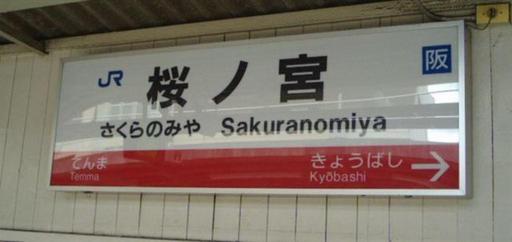 JR 桜ノ宮 阪
さくらのみや Sakuranomiya
てんま きょうばし
Temma Kyōbashi